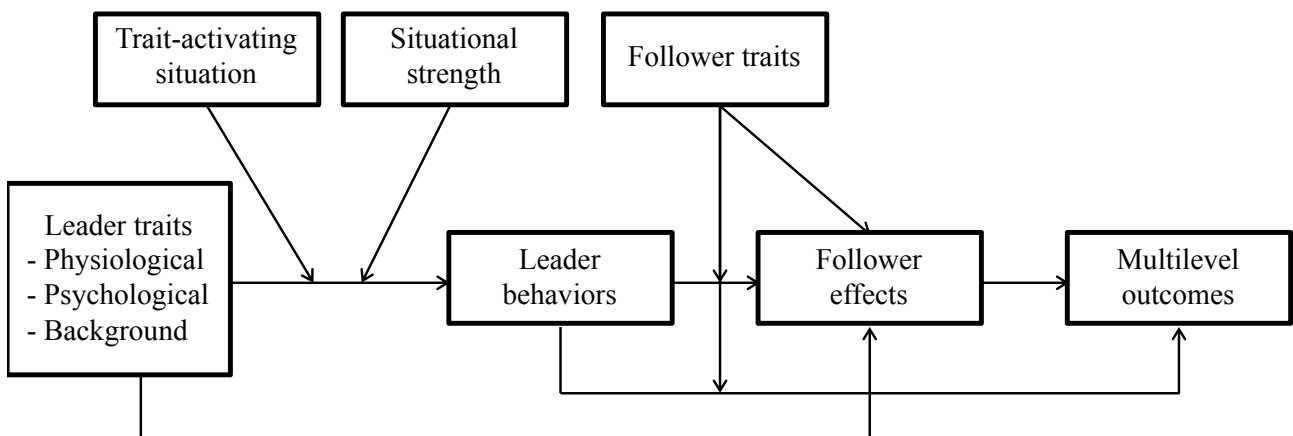 Trait-activating
situation
Situational
strength
Follower traits
Leader traits
- Physiological
- Psychological
- Background
Leader
behaviors
Follower
effects
Multilevel
outcomes